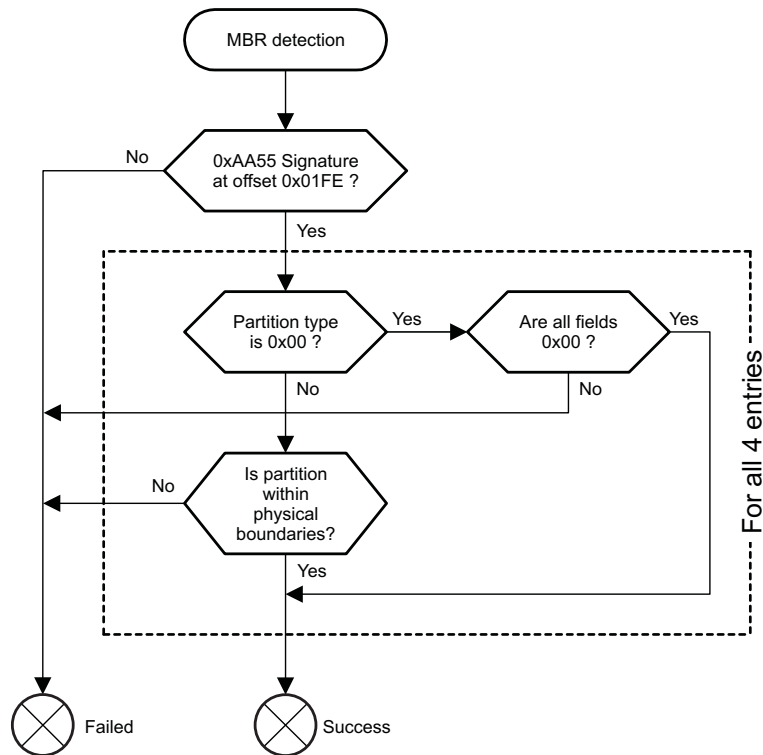 MBR detection
No
0xAA55 Signature
at offset 0x01FE ?
Yes
Partition type
is 0x00 ?
Yes
Are all fields
0x00 ?
Yes
No
No
For all 4 entries
No
Is partition
within
physical
boundaries?
Yes
Failed
Success